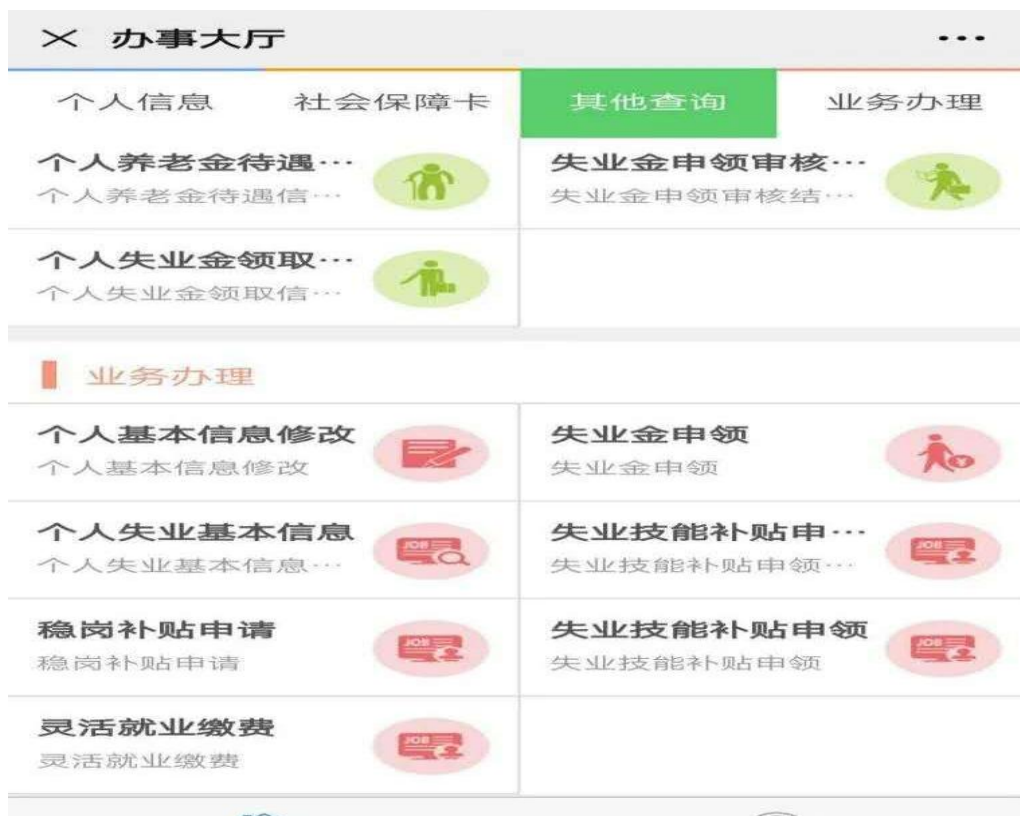 办事大厅
个人信息 社会保障卡 其他查询 业务办理
个人养老金待遇…
个人养老金待遇信…
失业金申领审核…
失业金申领审核结…
个人失业金领取…
个人失业金领取信…
业务办理
个人基本信息修改
个人基本信息修改
失业金申领
失业金申领
个人失业基本信息
个人失业基本信息…
失业技能补贴申…
失业技能补贴申领…
稳岗补贴申请
稳岗补贴申请
失业技能补贴申领
失业技能补贴申领
灵活就业缴费
灵活就业缴费